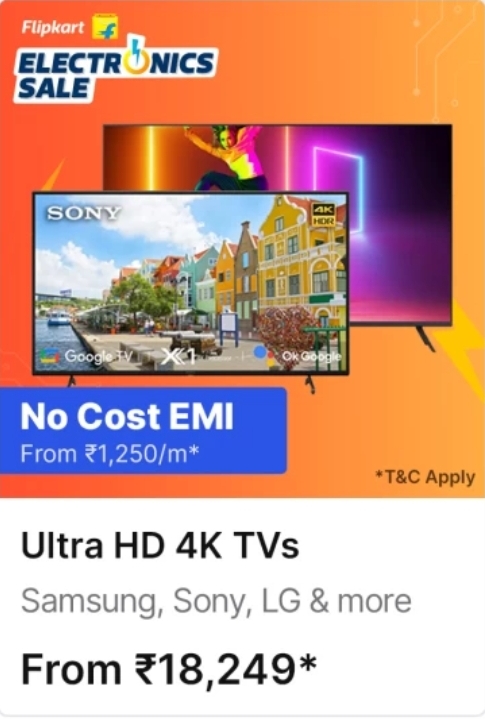 Flipkart
ELECTRONICS
SALE
SONY
4K
HDR
Google TV
X1
Ok Google
No Cost EMI
From ₹1,250/m*
*T&C Apply
Ultra HD 4K TVs
Samsung, Sony, LG & more
From ₹18,249*